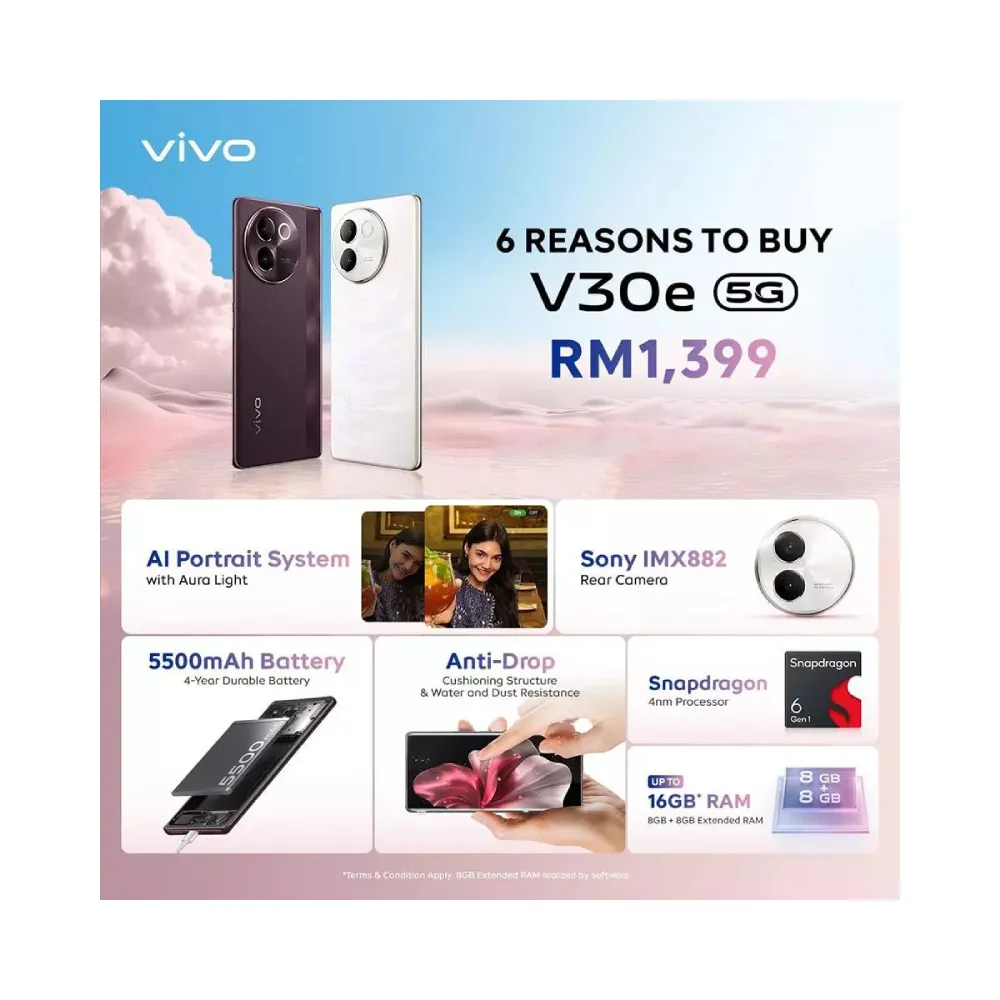 vivo
6 REASONS TO BUY
V30e 5G
RM1,399
vivo
AI Portrait System
with Aura Light
ON OFF
Sony IMX882
Rear Camera
5500mAh Battery
4-Year Durable Battery
5500mAh
Anti-Drop
Cushioning Structure
& Water and Dust Resistance
Snapdragon
4nm Processor
Snapdragon
6
Gen 1
UP TO
16GB* RAM
8GB + 8GB Extended RAM
8 GB
+
8 GB
*Terms & Condition Apply. 8GB Extended RAM realized by software